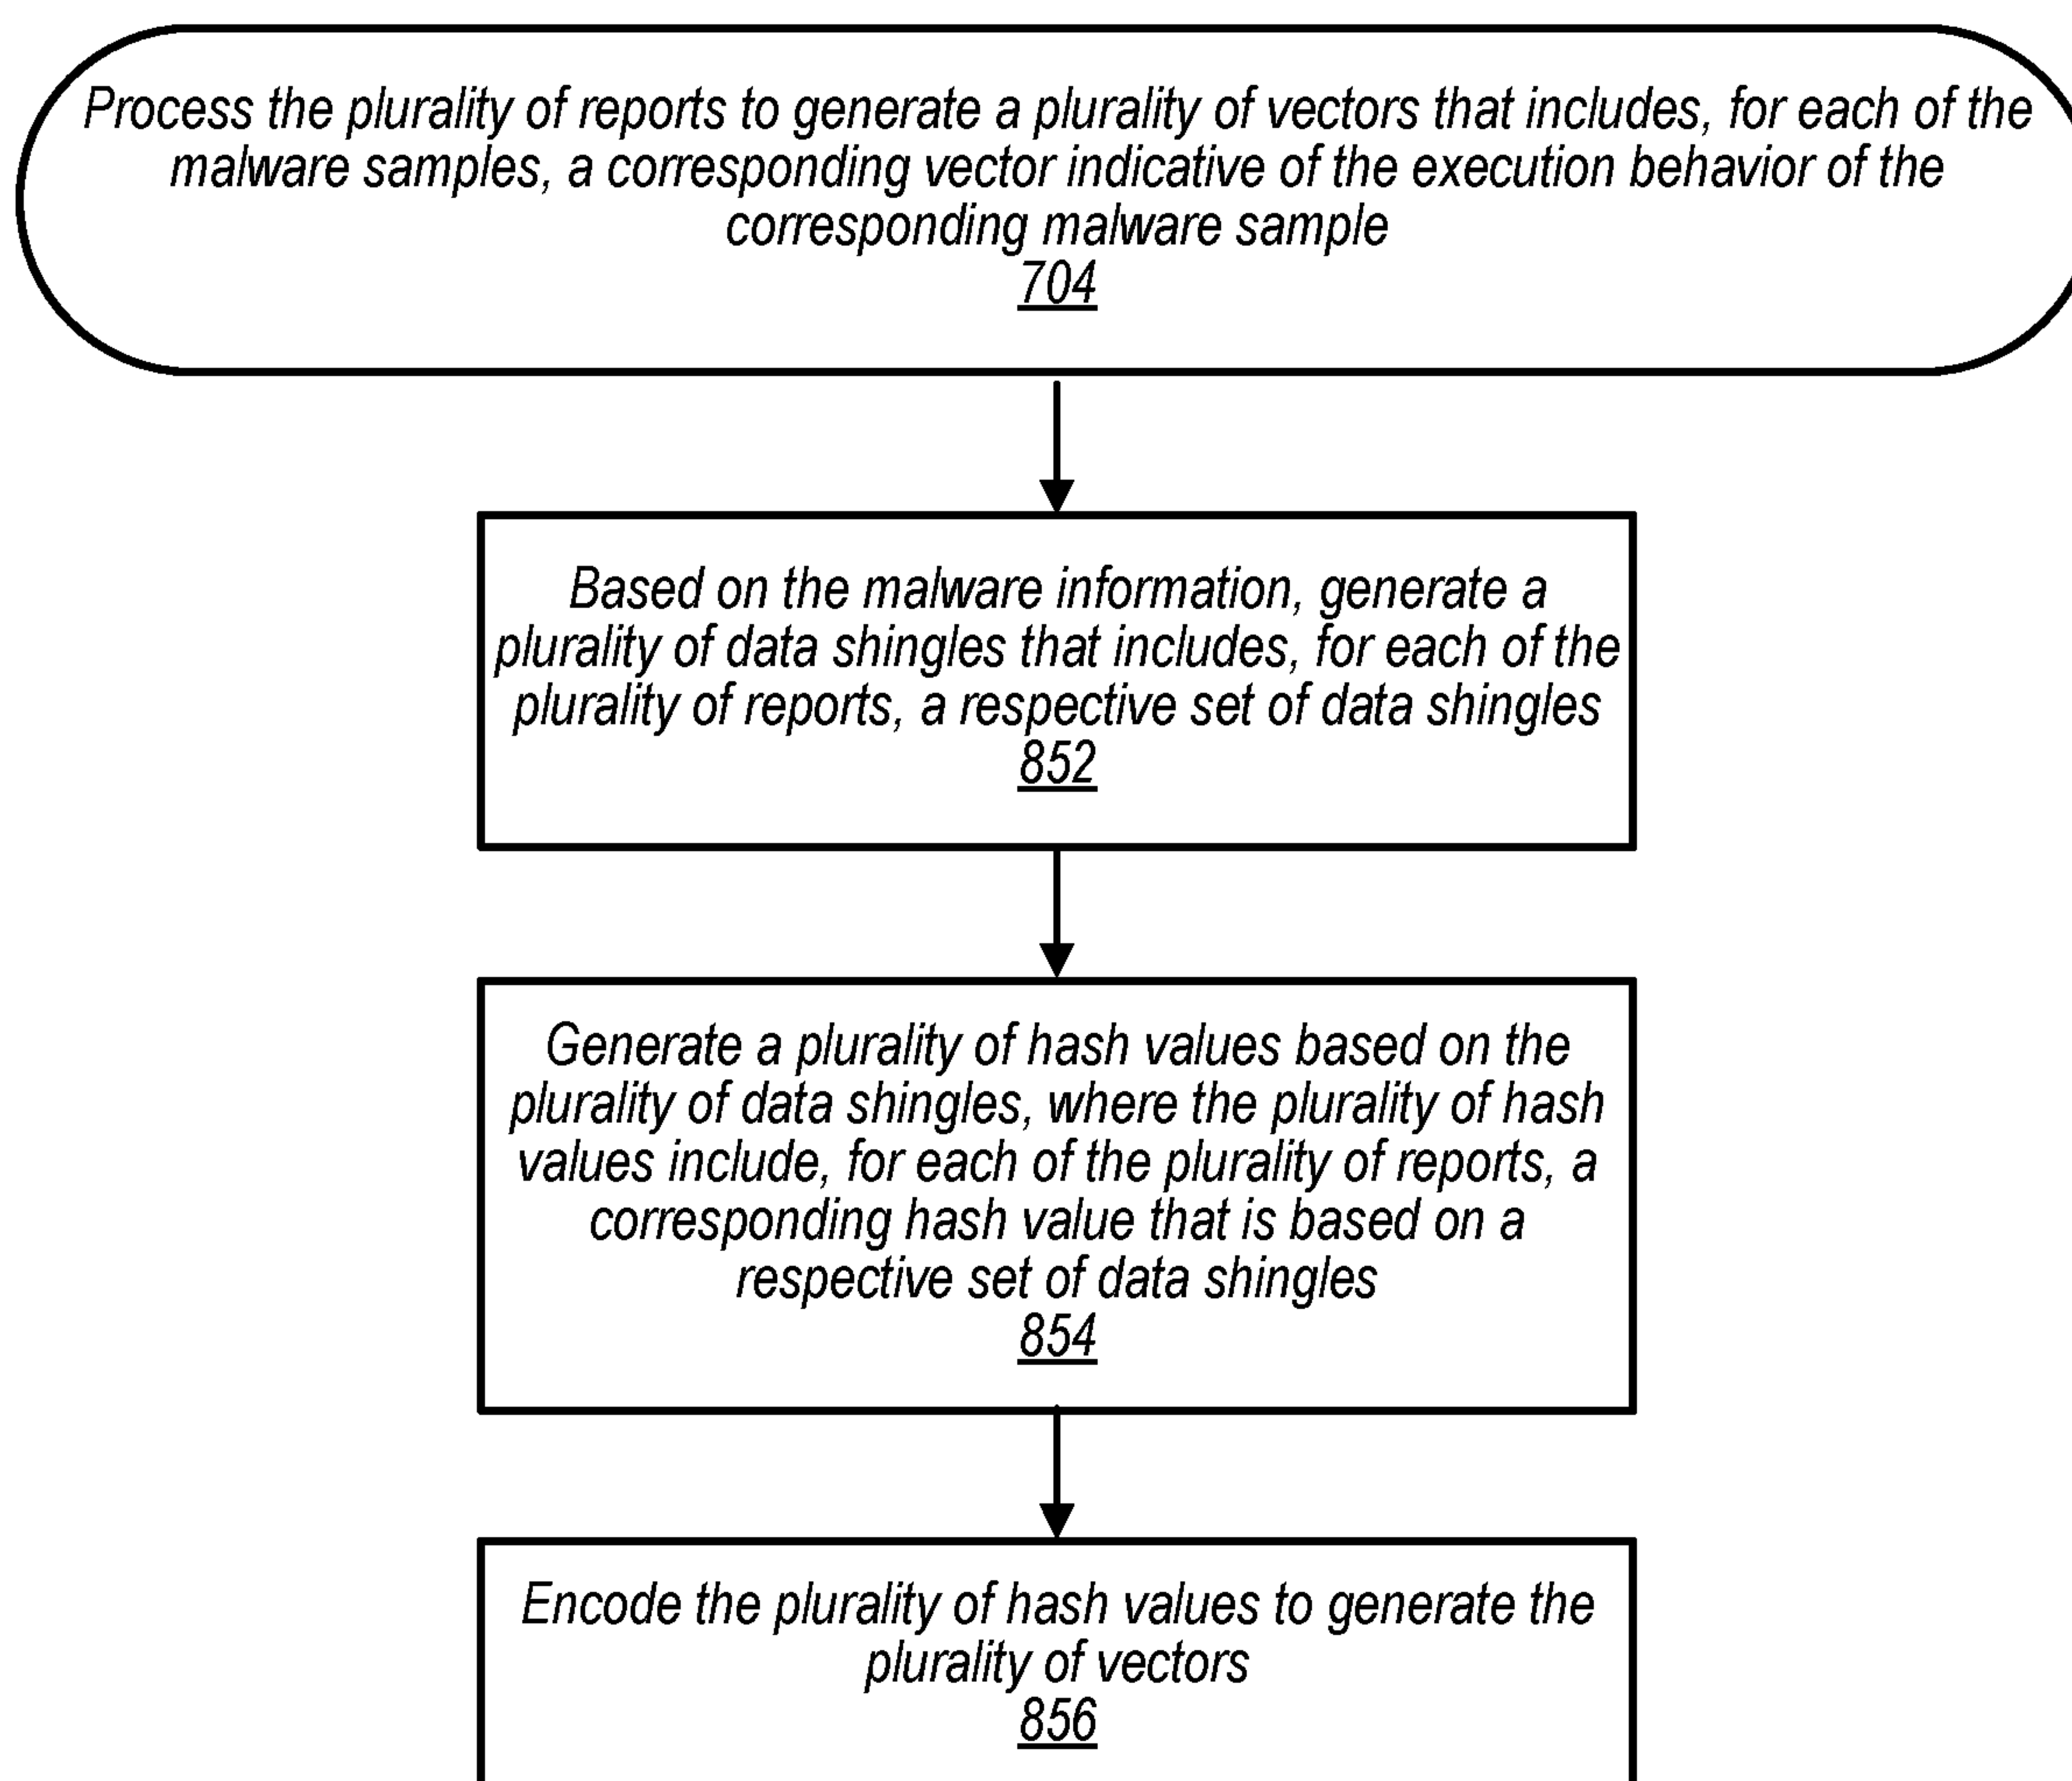 Process the plurality of reports to generate a plurality of vectors that includes, for each of the
malware samples, a corresponding vector indicative of the execution behavior of the
corresponding malware sample
704
Based on the malware information, generate a
plurality of data shingles that includes, for each of the
plurality of reports, a respective set of data shingles
852
Generate a plurality of hash values based on the
plurality of data shingles, where the plurality of hash
values include, for each of the plurality of reports, a
corresponding hash value that is based on a
respective set of data shingles
854
Encode the plurality of hash values to generate the
plurality of vectors
856